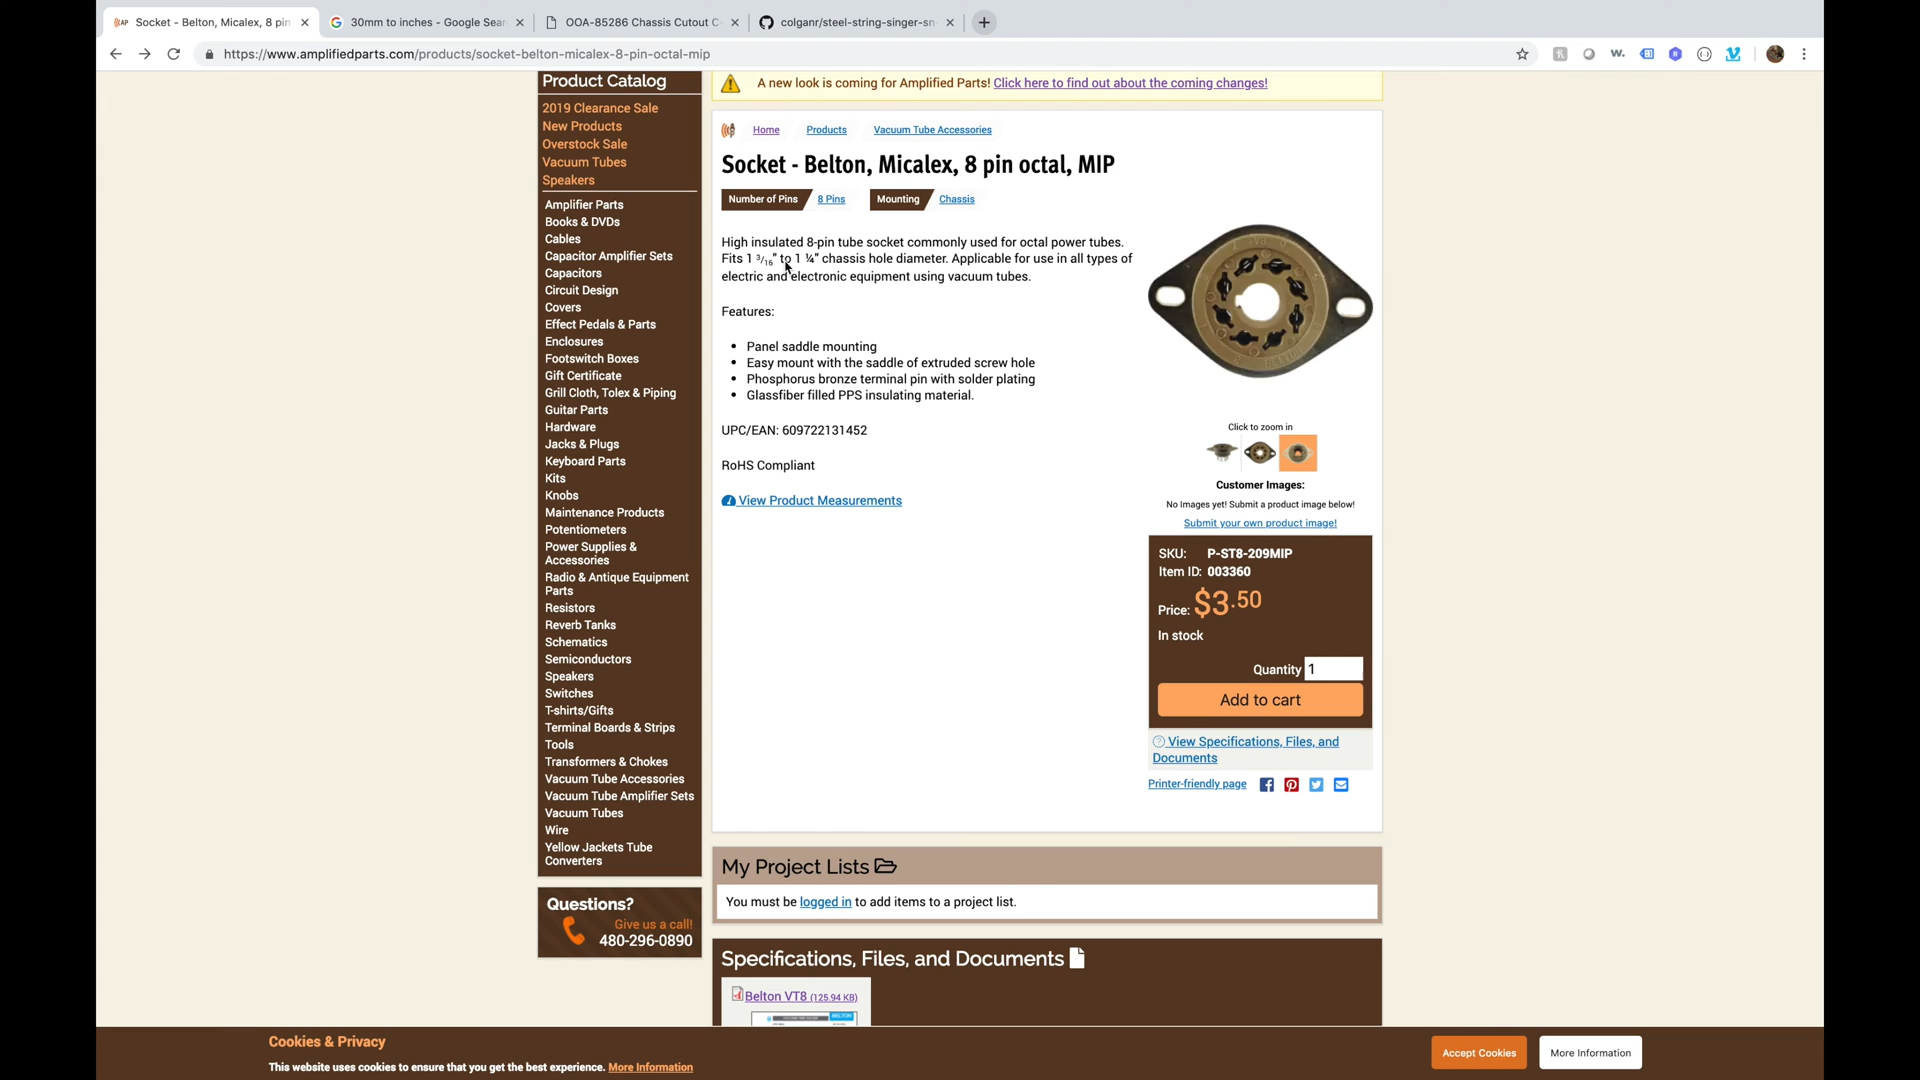 Socket - Belton, Micalex, 8 pin
30mm to inches - Google Sear
OOA-85286 Chassis Cutout C
colganr/steel-string-singer-sn
https://www.amplifiedparts.com/products/socket-belton-micalex-8-pin-octal-mip
Product Catalog
2019 Clearance Sale
New Products
Overstock Sale
Vacuum Tubes
Speakers
Amplifier Parts
Books & DVDs
Cables
Capacitor Amplifier Sets
Capacitors
Circuit Design
Covers
Effect Pedals & Parts
Enclosures
Footswitch Boxes
Gift Certificate
Grill Cloth, Tolex & Piping
Guitar Parts
Hardware
Jacks & Plugs
Keyboard Parts
Kits
Knobs
Maintenance Products
Potentiometers
Power Supplies &
Accessories
Radio & Antique Equipment
Parts
Resistors
Reverb Tanks
Schematics
Semiconductors
Speakers
Switches
T-shirts/Gifts
Terminal Boards & Strips
Tools
Transformers & Chokes
Vacuum Tube Accessories
Vacuum Tube Amplifier Sets
Vacuum Tubes
Wire
Yellow Jackets Tube
Converters
Questions?
Give us a call!
480-296-0890
A new look is coming for Amplified Parts! Click here to find out about the coming changes!
Home Products Vacuum Tube Accessories
Socket - Belton, Micalex, 8 pin octal, MIP
Number of Pins 8 Pins Mounting Chassis
High insulated 8-pin tube socket commonly used for octal power tubes.
Fits 1 3/16" to 1 ¼" chassis hole diameter. Applicable for use in all types of
electric and electronic equipment using vacuum tubes.
Features:
• Panel saddle mounting
• Easy mount with the saddle of extruded screw hole
• Phosphorus bronze terminal pin with solder plating
• Glassfiber filled PPS insulating material.
UPC/EAN: 609722131452
RoHS Compliant
View Product Measurements
Click to zoom in
Customer Images:
No Images yet! Submit a product image below!
Submit your own product image!
SKU: P-ST8-209MIP
Item ID: 003360
Price: $3.50
In stock
Quantity 1
Add to cart
View Specifications, Files, and
Documents
Printer-friendly page
My Project Lists
You must be logged in to add items to a project list.
Specifications, Files, and Documents
Belton VT8 (125.94 KB)
Cookies & Privacy
This website uses cookies to ensure that you get the best experience. More Information
Accept Cookies
More Information